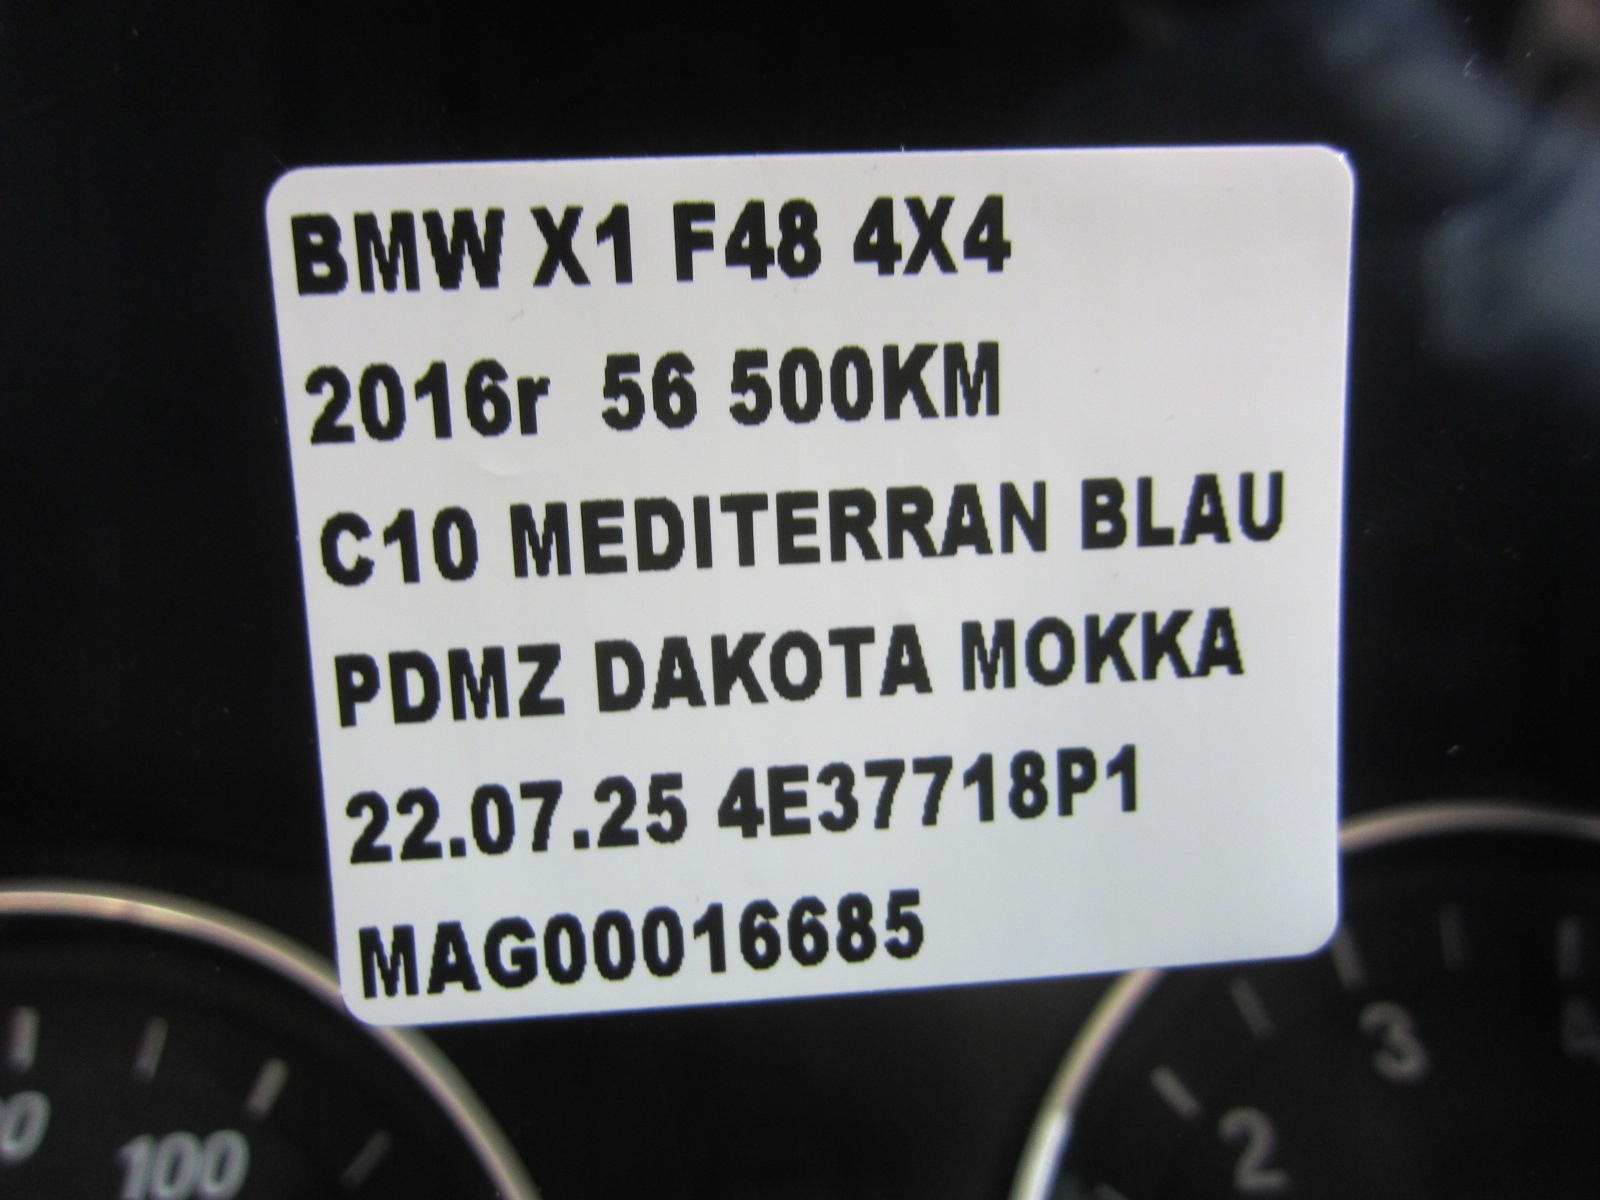 BMW X1 F48 4X4
2016r 56 500KM
C10 MEDITERRAN BLAU
PDMZ DAKOTA MOKKA
22.07.25 4E37718P1
MAG00016685
3
2
100